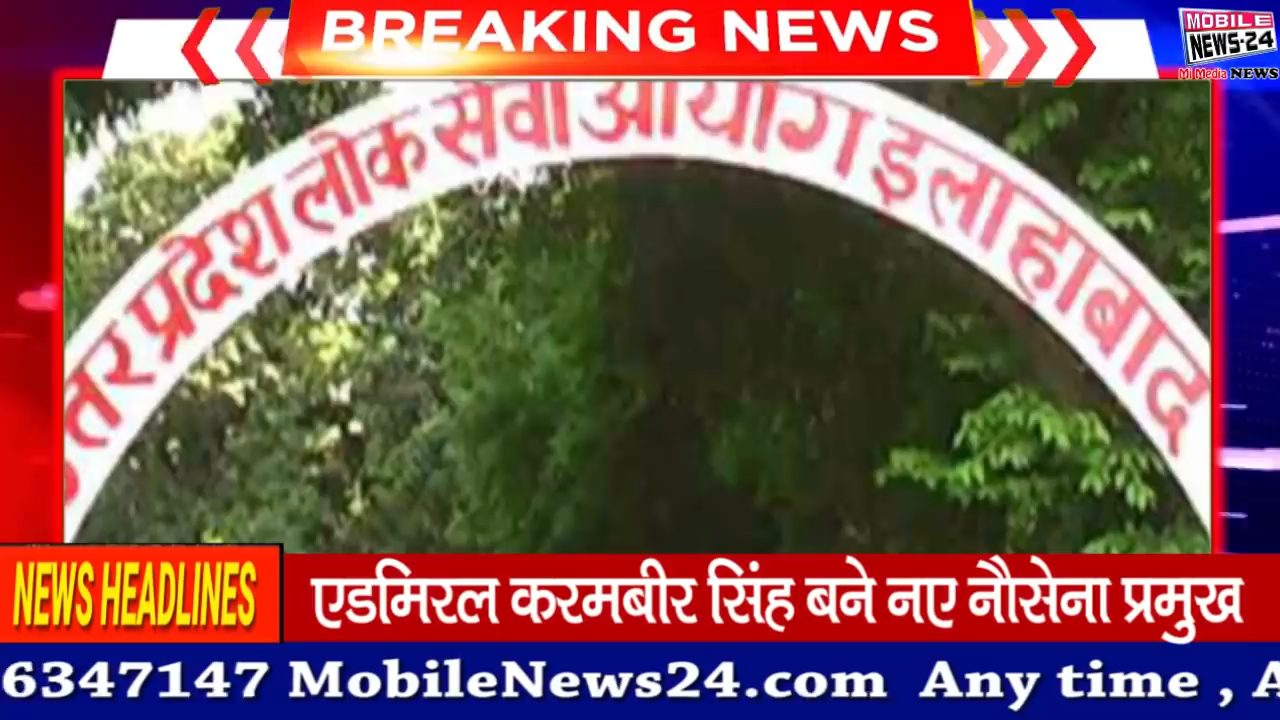 BREAKING NEWS
MOBILE
NEWS-24
Mi Media NEWS
उत्तर प्रदेश लोक सेवा आयोग इलाहाबाद
NEWS HEADLINES
एडमिरल करमबीर सिंह बने नए नौसेना प्रमुख
6347147 MobileNews24.com Any time , A